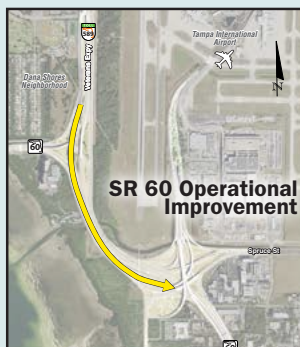 589
Veterans Expy
Tampa International
Airport
Dana Shores
Neighborhood
N
60
SR 60 Operational
Improvement
Spruce St
60